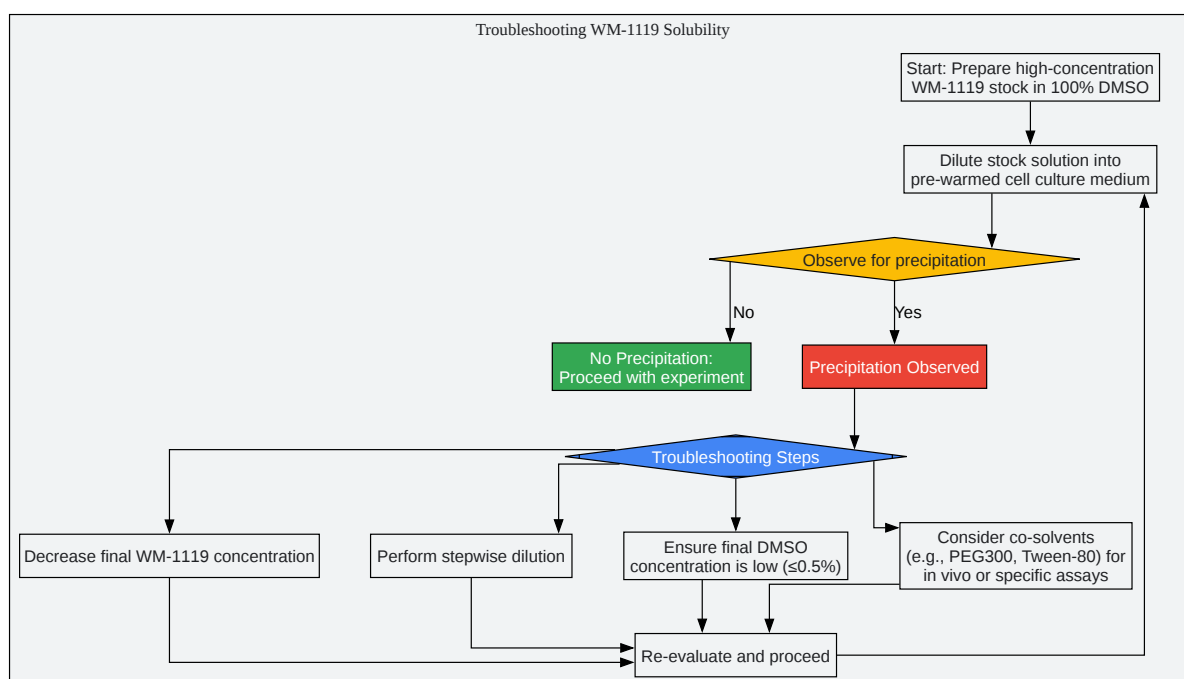 Troubleshooting WM-1119 Solubility
Start: Prepare high-concentration
WM-1119 stock in 100% DMSO
Dilute stock solution into
pre-warmed cell culture medium
Observe for precipitation
No
Yes
No Precipitation:
Proceed with experiment
Precipitation Observed
Troubleshooting Steps
Decrease final WM-1119 concentration
Perform stepwise dilution
Ensure final DMSO
concentration is low (≤0.5%)
Consider co-solvents
(e.g., PEG300, Tween-80) for
in vivo or specific assays
Re-evaluate and proceed